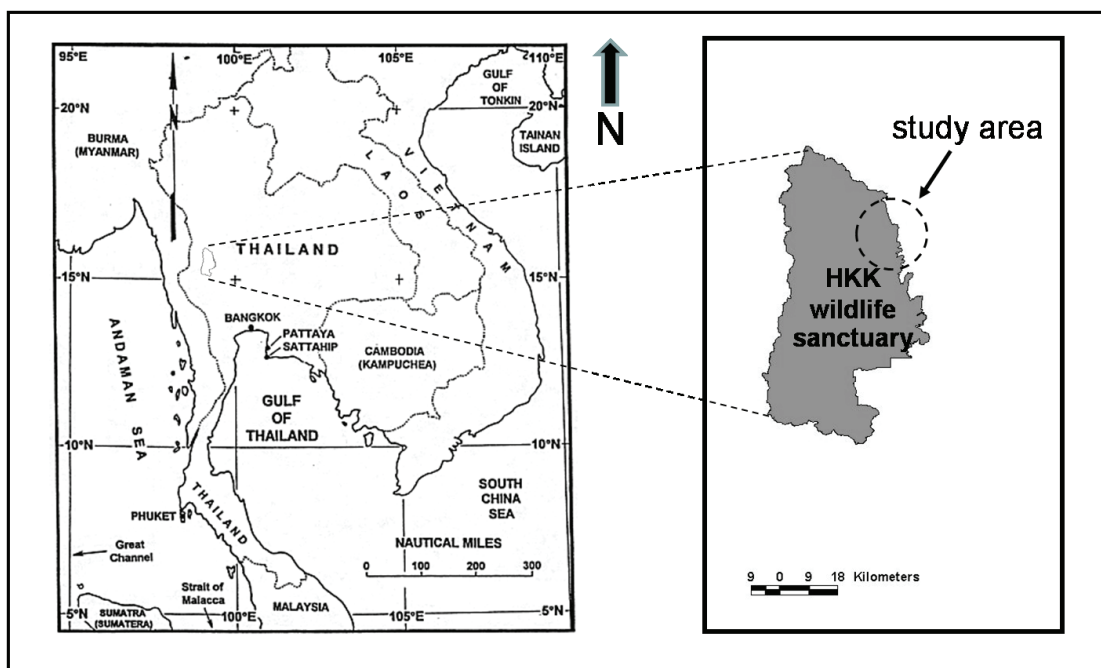 95°E
100°E
105°E
110°E
GULF
OF
TONKIN
20°N
20°N
N
BURMA
(MYANMAR)
TAINAN
ISLAND
LAOS
VIETNAM
THAILAND
15°N
15°N
BANGKOK
PATTAYA
SATTAHIP
CAMBODIA
(KAMPUCHEA)
ANDAMAN SEA
GULF
OF
THAILAND
10°N
10°N
THAILAND
SOUTH
CHINA
SEA
PHUKET
NAUTICAL MILES
0 100 200 300
Great
Channel
Strait of
Malacca
MALAYSIA
SUMATRA
(SUMATERA)
5°N
100°E
105°E
5°N
N
study area
HKK
wildlife
sanctuary
9 0 9 18 Kilometers